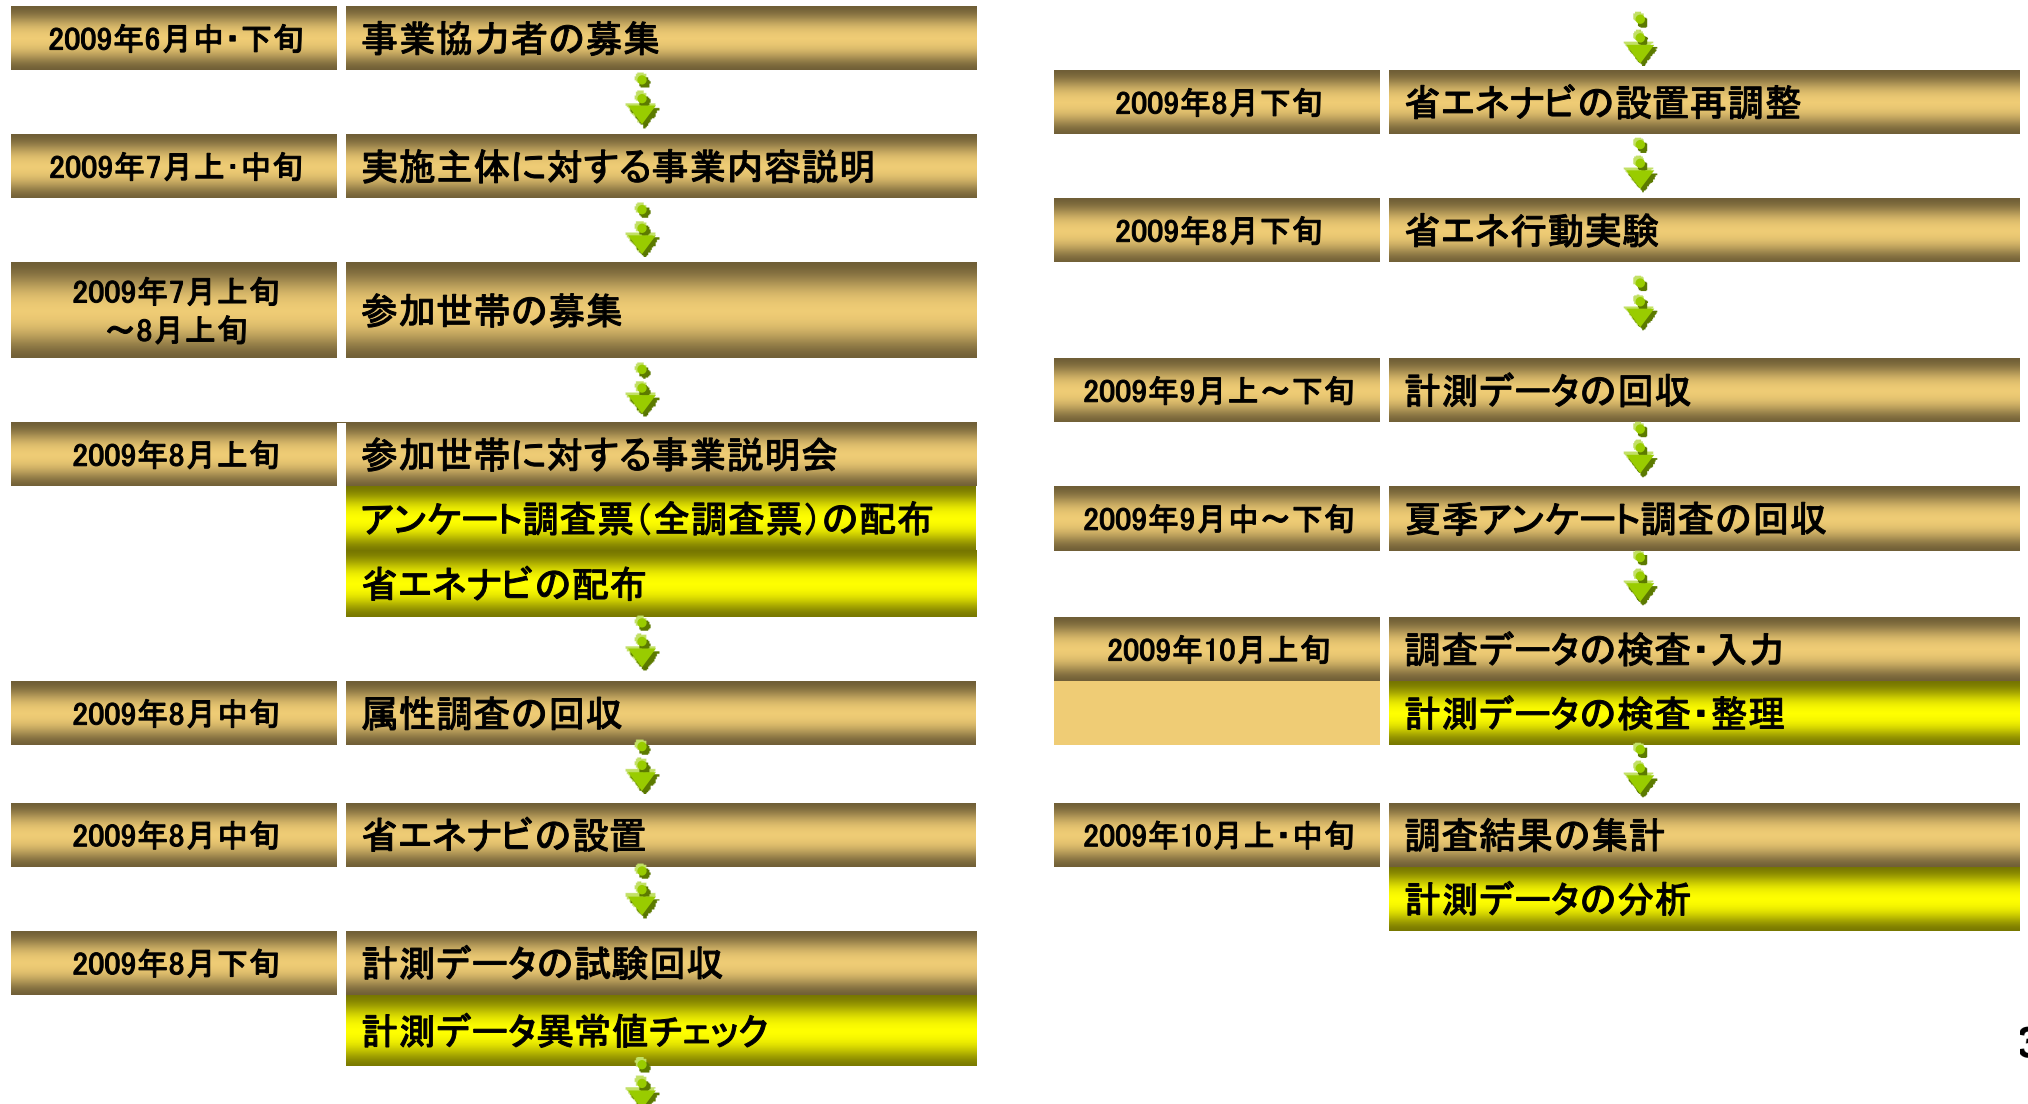 2009年6月中・下旬
事業協力者の募集
2009年7月上・中旬
実施主体に対する事業内容説明
2009年7月上旬
～8月上旬
参加世帯の募集
2009年8月上旬
参加世帯に対する事業説明会
アンケート調査票（全調査票）の配布
省エネナビの配布
2009年8月中旬
属性調査の回収
2009年8月中旬
省エネナビの設置
2009年8月下旬
計測データの試験回収
計測データ異常値チェック
2009年8月下旬
省エネナビの設置再調整
2009年8月下旬
省エネ行動実験
2009年9月上～下旬
計測データの回収
2009年9月中～下旬
夏季アンケート調査の回収
2009年10月上旬
調査データの検査・入力
計測データの検査・整理
2009年10月上・中旬
調査結果の集計
計測データの分析